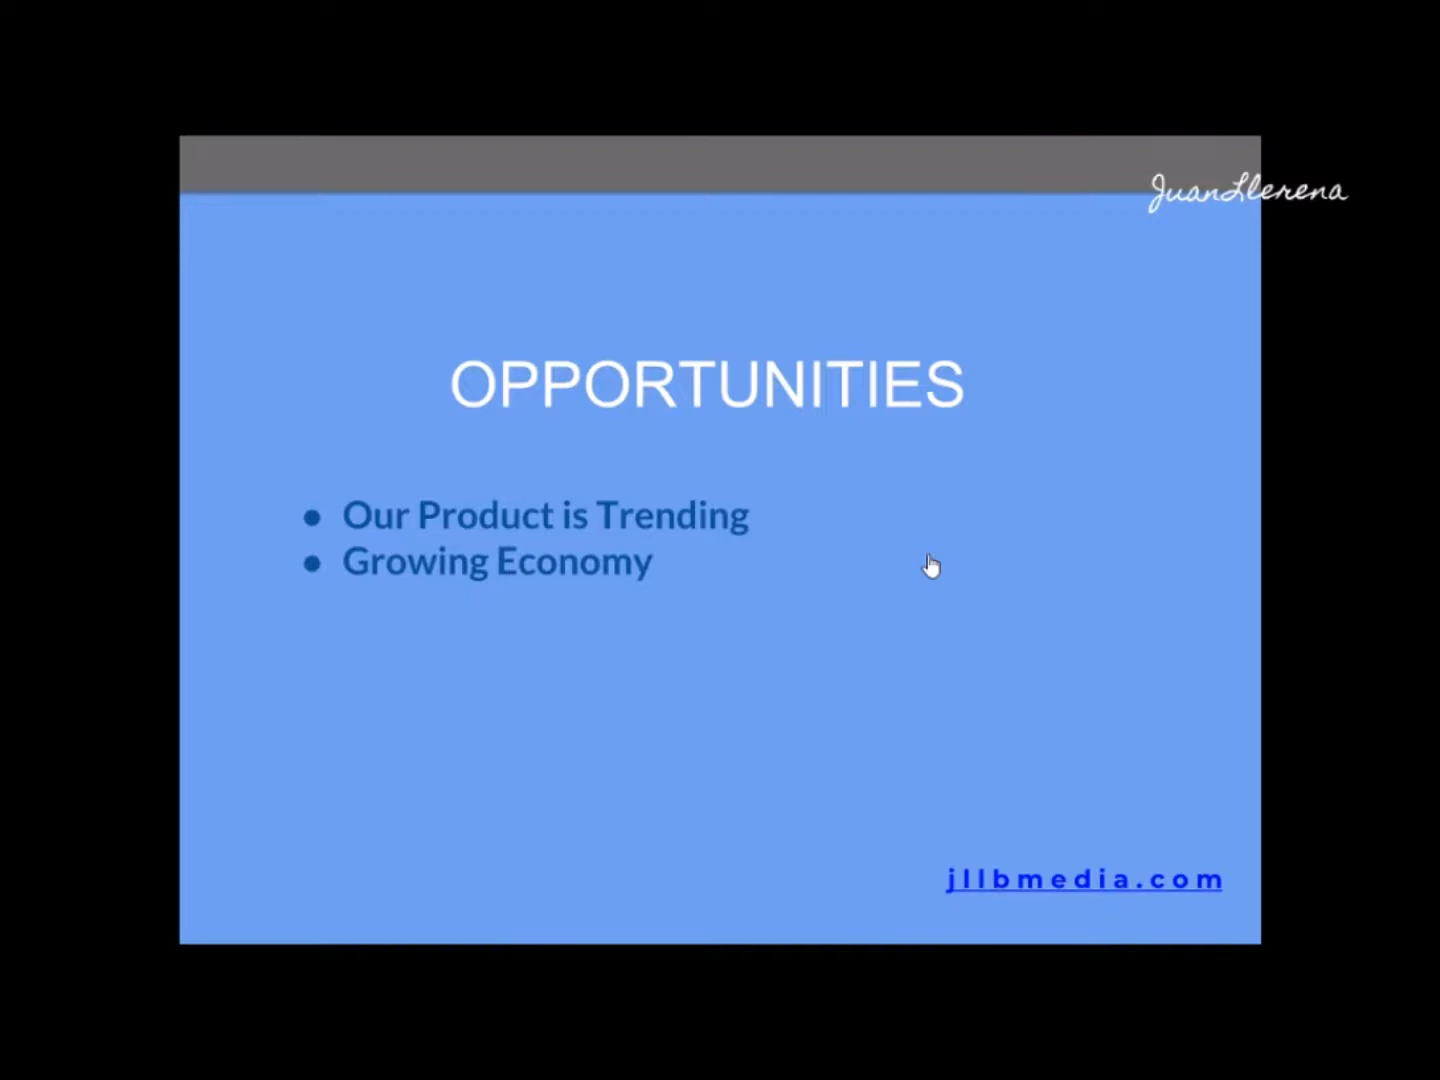 JuanLlerena
OPPORTUNITIES
● Our Product is Trending
● Growing Economy
jllbmedia.com